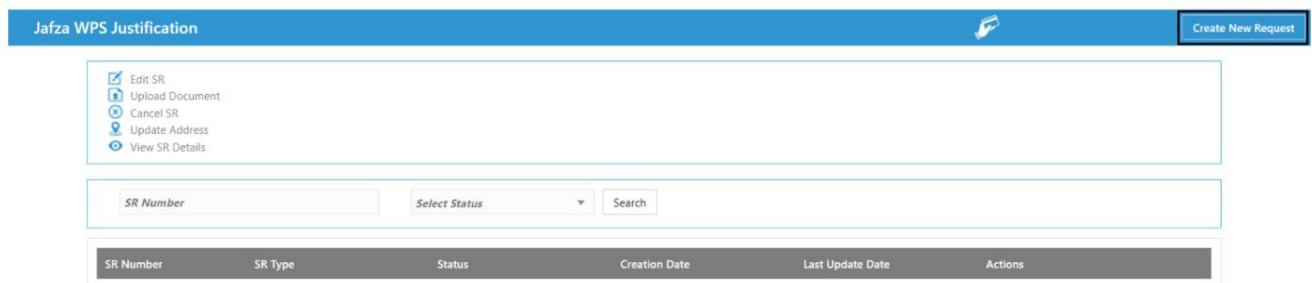 Jafza WPS Justification
Create New Request
Edit SR
Upload Document
Cancel SR
Update Address
View SR Details
SR Number Select Status Search
SR Number SR Type Status Creation Date Last Update Date Actions